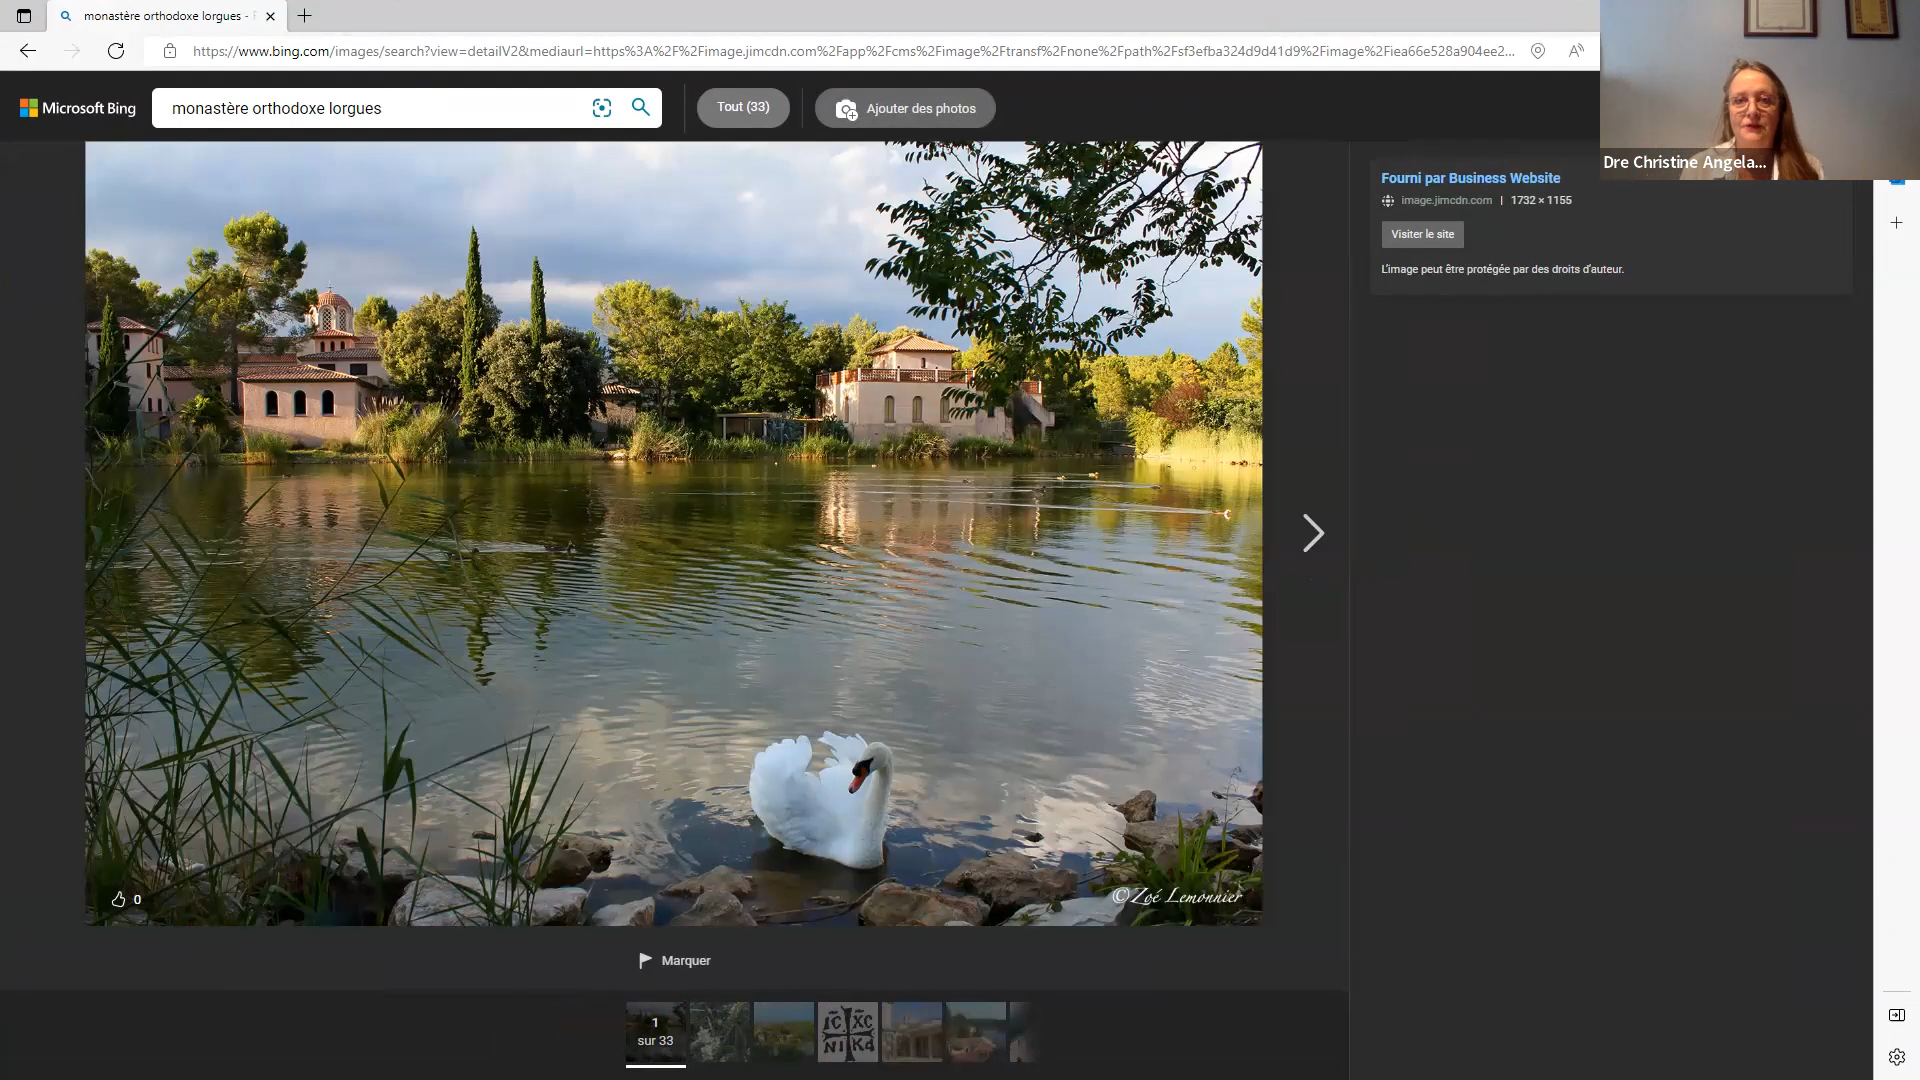 monastère orthodoxe lorgues -
https://www.bing.com/images/search?view=detailV2&mediaurl=https%3A%2F%2Fimage.jimcdn.com%2Fapp%2Fcms%2Fimage%2Ftransf%2Fnone%2Fpath%2Fsf3efba324d9d41d9%2Fimage%2Fiea66e528a904ee2...
Microsoft Bing
monastère orthodoxe lorgues
Tout (33)
Ajouter des photos
Dre Christine Angela...
Fourni par Business Website
image.jimcdn.com | 1732 × 1155
Visiter le site
L'image peut être protégée par des droits d'auteur.
0
©Zoé Lemonnier
Marquer
1
sur 33
IC XC
NI KA